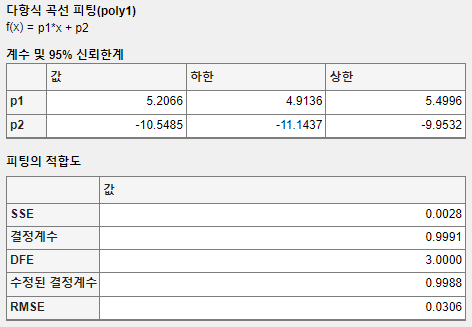 다항식 곡선 피팅(poly1)
f(x) = p1*x + p2
계수 및 95% 신뢰한계
값 하한 상한
p1 5.2066 4.9136 5.4996
p2 -10.5485 -11.1437 -9.9532
피팅의 적합도
값
SSE 0.0028
결정계수 0.9991
DFE 3.0000
수정된 결정계수 0.9988
RMSE 0.0306